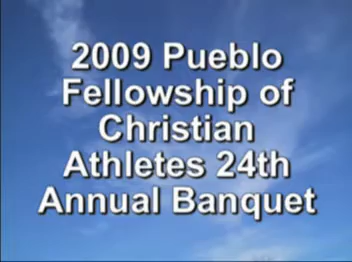 2009 Pueblo
Fellowship of
Christian
Athletes 24th
Annual Banquet